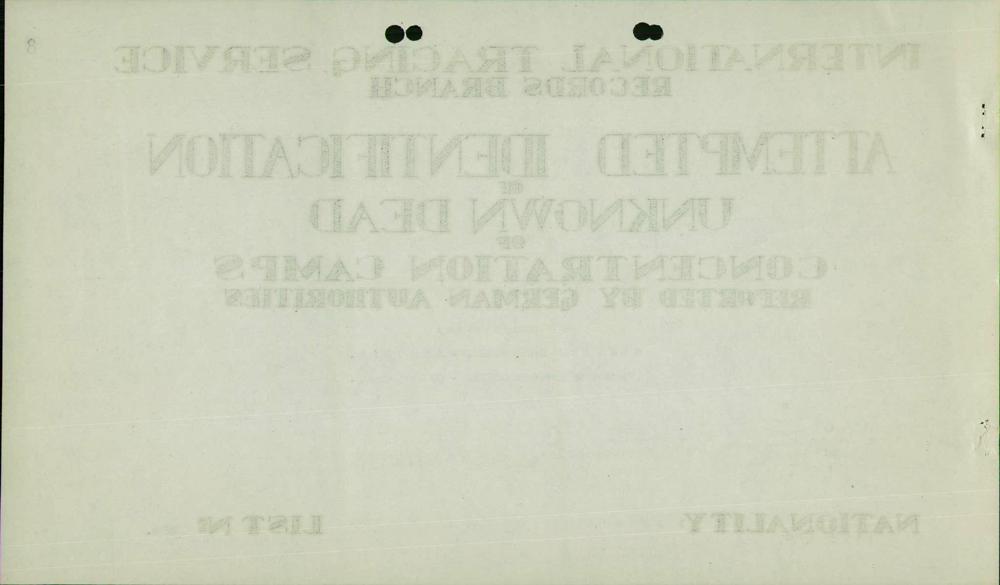 8
INTERNATIONAL TRACING SERVICE
RECORDS BRANCH
ATTEMPTED IDENTIFICATION
OF
UNKNOWN DEAD
OF
CONCENTRATION CAMPS
REPORTED BY GERMAN AUTHORITIES
NATIONALITY
LIST Nº